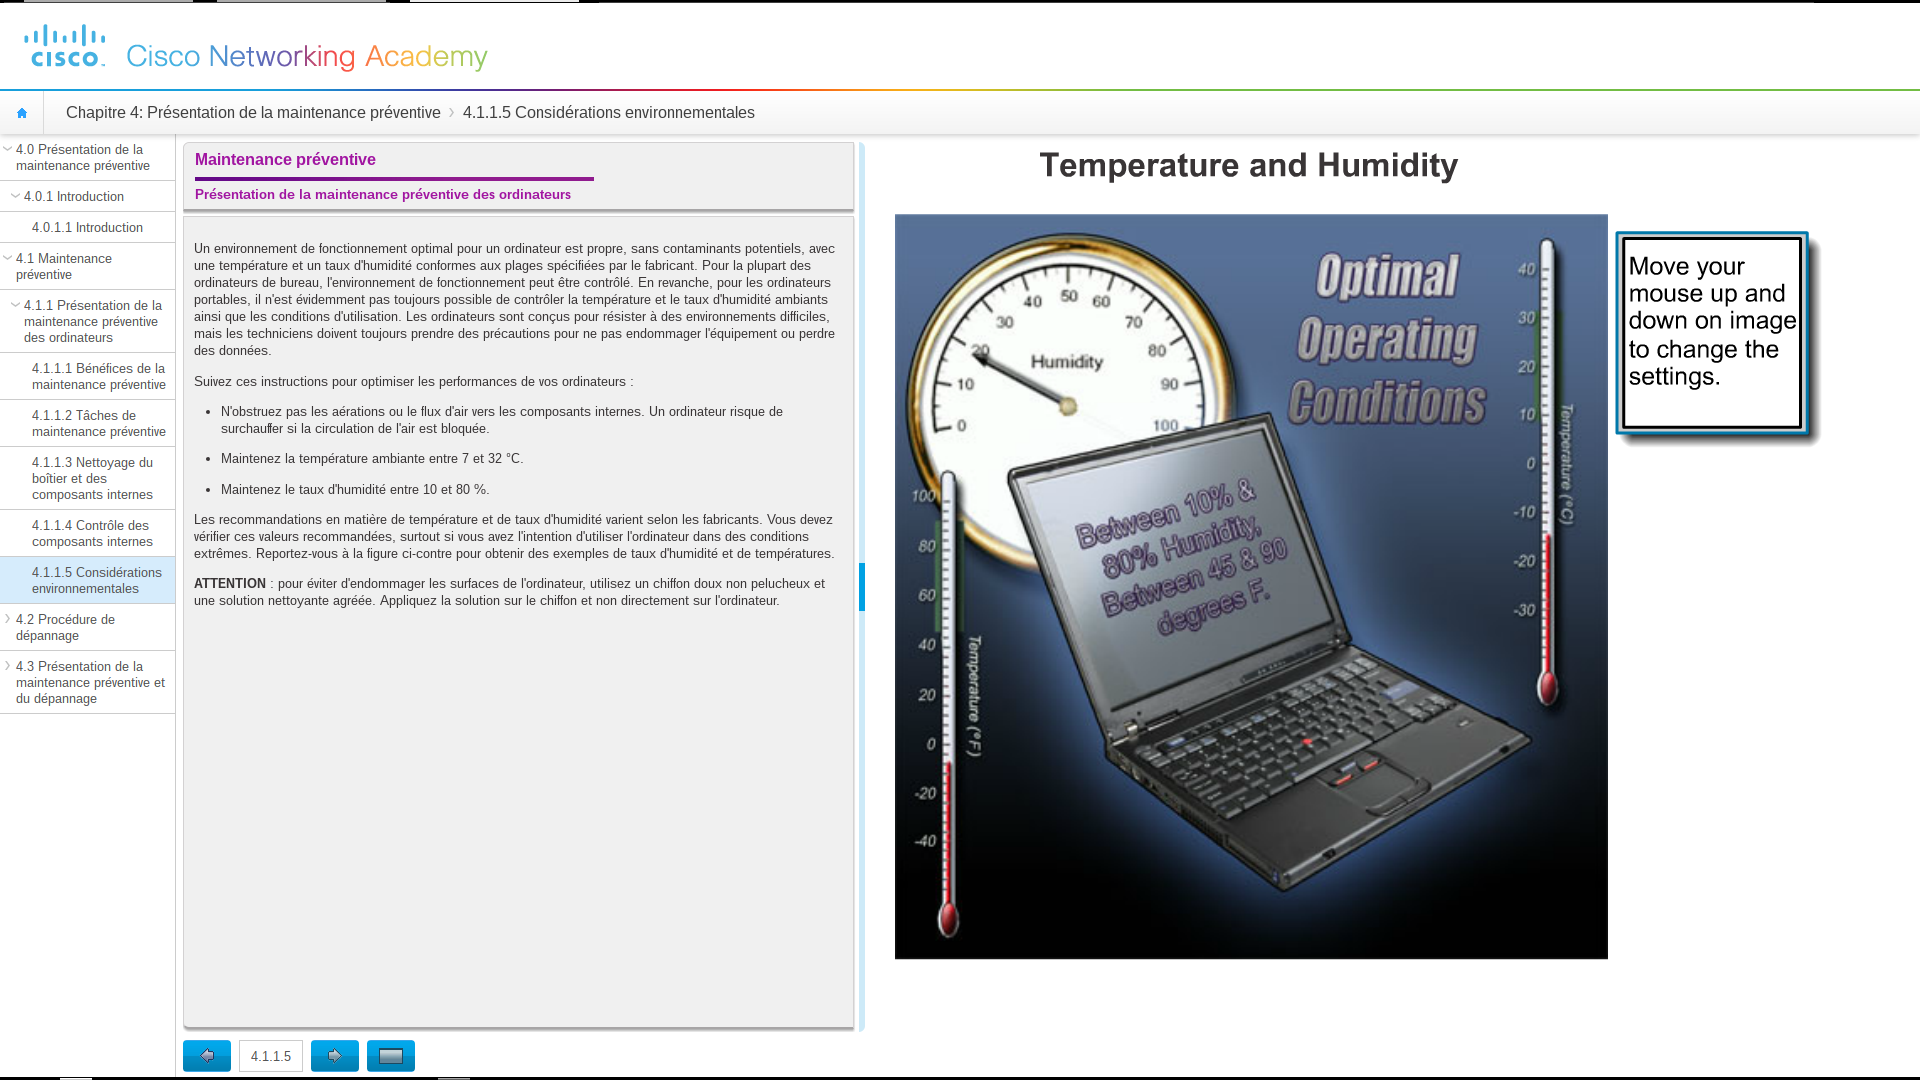 cisco
Cisco Networking Academy
Chapitre 4: Présentation de la maintenance préventive
4.1.1.5 Considérations environnementales
4.0 Présentation de la
maintenance préventive
4.0.1 Introduction
4.0.1.1 Introduction
4.1 Maintenance
préventive
4.1.1 Présentation de la
maintenance préventive
des ordinateurs
4.1.1.1 Bénéfices de la
maintenance préventive
4.1.1.2 Tâches de
maintenance préventive
4.1.1.3 Nettoyage du
boîtier et des
composants internes
4.1.1.4 Contrôle des
composants internes
4.1.1.5 Considérations
environnementales
4.2 Procédure de
dépannage
4.3 Présentation de la
maintenance préventive et
du dépannage
Maintenance préventive
Présentation de la maintenance préventive des ordinateurs
Un environnement de fonctionnement optimal pour un ordinateur est propre, sans contaminants potentiels, avec
une température et un taux d'humidité conformes aux plages spécifiées par le fabricant. Pour la plupart des
ordinateurs de bureau, l'environnement de fonctionnement peut être contrôlé. En revanche, pour les ordinateurs
portables, il n'est évidemment pas toujours possible de contrôler la température et le taux d'humidité ambiants
ainsi que les conditions d'utilisation. Les ordinateurs sont conçus pour résister à des environnements difficiles,
mais les techniciens doivent toujours prendre des précautions pour ne pas endommager l'équipement ou perdre
des données.
Suivez ces instructions pour optimiser les performances de vos ordinateurs :
• N'obstruez pas les aérations ou le flux d'air vers les composants internes. Un ordinateur risque de
surchauffer si la circulation de l'air est bloquée.
• Maintenez la température ambiante entre 7 et 32 °C.
• Maintenez le taux d'humidité entre 10 et 80 %.
Les recommandations en matière de température et de taux d'humidité varient selon les fabricants. Vous devez
vérifier ces valeurs recommandées, surtout si vous avez l'intention d'utiliser l'ordinateur dans des conditions
extrêmes. Reportez-vous à la figure ci-contre pour obtenir des exemples de taux d'humidité et de températures.
ATTENTION : pour éviter d'endommager les surfaces de l'ordinateur, utilisez un chiffon doux non pelucheux et
une solution nettoyante agréée. Appliquez la solution sur le chiffon et non directement sur l'ordinateur.
4.1.1.5
Temperature and Humidity
Optimal
Operating
Conditions
0
10
20
30
40
50
60
70
80
90
100
Humidity
Between 10% &
80% Humidity,
Between 45 & 90
degrees F.
100
80
60
40
20
0
-20
-40
Temperature (ºF)
40
30
20
10
0
-10
-20
-30
Temperature (ºC)
Move your
mouse up and
down on image
to change the
settings.